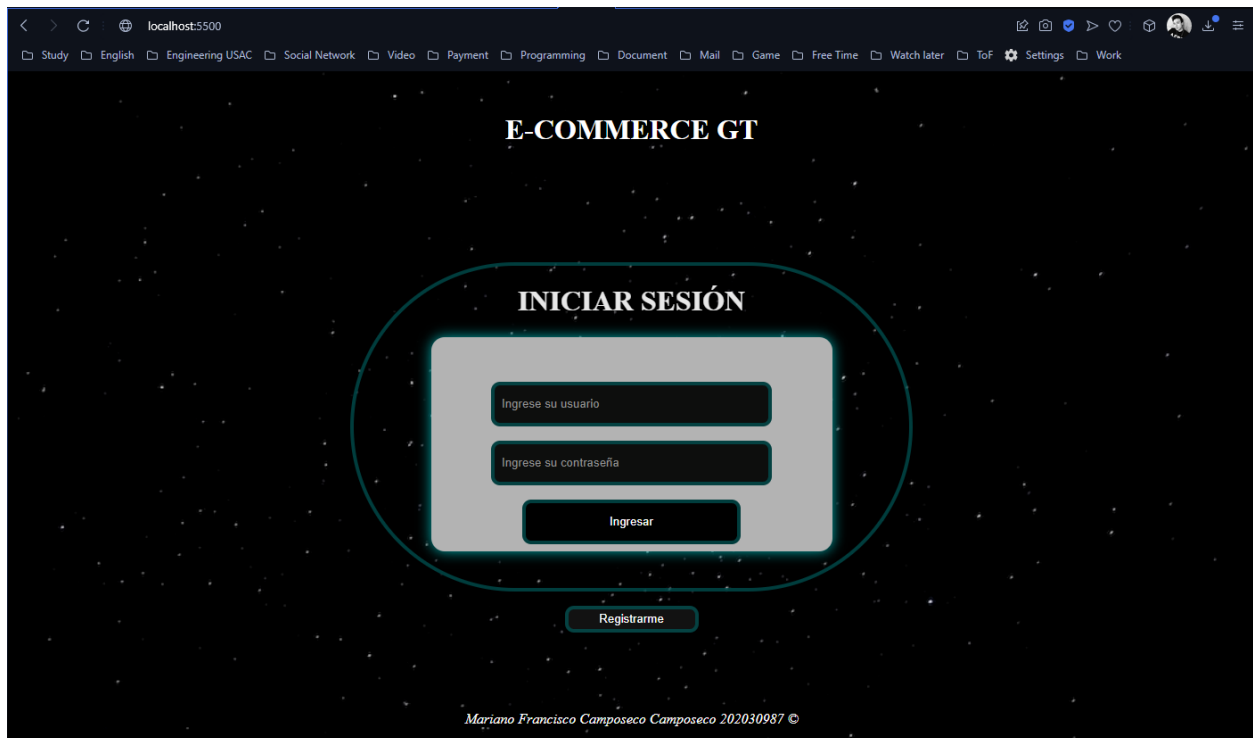 localhost:5500
Study English Engineering USAC Social Network Video Payment Programming Document Mail Game Free Time Watch later ToF Settings Work
E-COMMERCE GT
INICIAR SESIÓN
Ingrese su usuario
Ingrese su contraseña
Ingresar
Registrarme
Mariano Francisco Camposeco Camposeco 202030987 ©